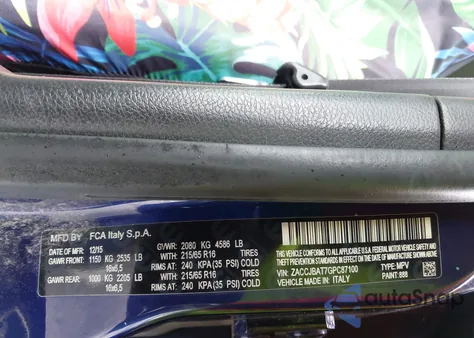 MFD BY FCA Italy S.p.A.
DATE OF MFR: 12/15 GVWR: 2080 KG 4586 LB
GAWR FRONT: 1150 KG 2535 LB WITH 215/65 R16 TIRES
16x6,5 RIMS AT: 240 KPA(35 PSI) COLD
GAWR REAR: 1000 KG 2205 LB WITH 215/65 R16 TIRES
16x6,5 RIMS AT: 240 KPA(35 PSI) COLD
THIS VEHICLE CONFORMS TO ALL APPLICABLE U.S.A. FEDERAL MOTOR
VEHICLE SAFETY, BUMPER AND THEFT
PREVENTION STANDARDS IN EFFECT ON THE DATE OF MANUFACTURE SHOWN ABOVE
VIN: ZACCJBAT7GPC87100 TYPE: MPV
VEHICLE MADE IN: ITALY PAINT: 888
autoSnap